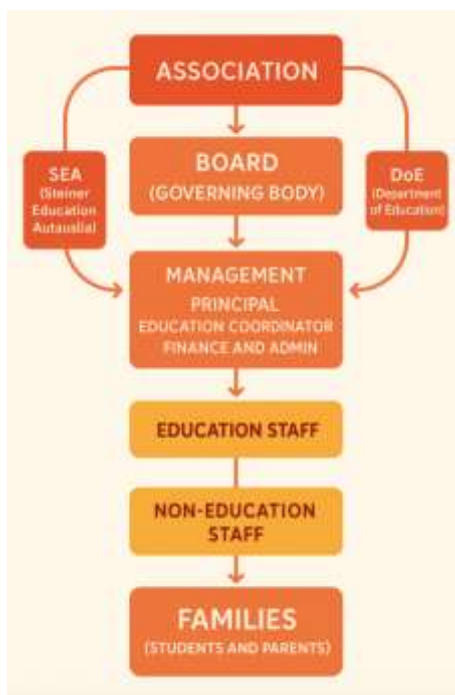 ASSOCIATION
SEA
(Steiner
Education
Autauslia)
BOARD
(GOVERNING BODY)
DoE
(Department
of Education)
MANAGEMENT
PRINCIPAL
EDUCATION COORDINATOR
FINANCE AND ADMIN
EDUCATION STAFF
NON-EDUCATION
STAFF
FAMILIES
(STUDENTS AND PARENTS)